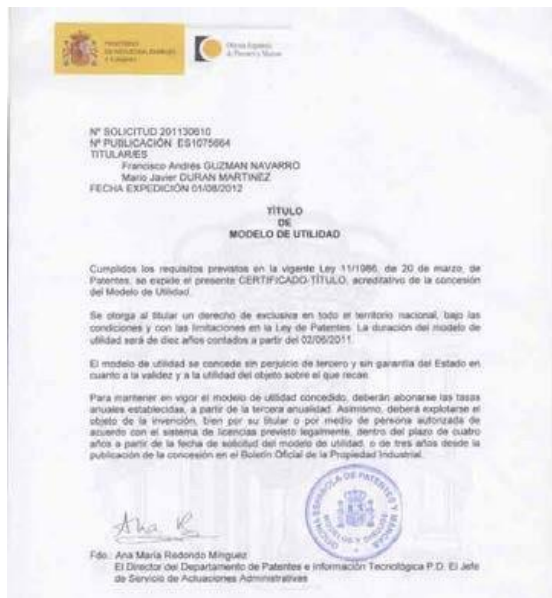 MINISTERIO
DE INDUSTRIA, ENERGÍA
Y TURISMO
Oficina Española
de Patentes y Marcas
Nº SOLICITUD 201130610
Nº PUBLICACIÓN ES1075664
TITULAR/ES
Francisco Andrés GUZMAN NAVARRO
Mario Javier DURAN MARTINEZ
FECHA EXPEDICIÓN 01/08/2012
TÍTULO
DE
MODELO DE UTILIDAD
Cumplidos los requisitos previstos en la vigente Ley 11/1986, de 20 de marzo, de
Patentes, se expide el presente CERTIFICADO-TÍTULO, acreditativo de la concesión
del Modelo de Utilidad.
Se otorga al titular un derecho de exclusiva en todo el territorio nacional, bajo las
condiciones y con las limitaciones en la Ley de Patentes. La duración del modelo de
utilidad será de diez años contados a partir del 02/06/2011.
El modelo de utilidad se concede sin perjuicio de tercero y sin garantía del Estado en
cuanto a la validez y a la utilidad del objeto sobre el que recae.
Para mantener en vigor el modelo de utilidad concedido, deberán abonarse las tasas
anuales establecidas, a partir de la tercera anualidad. Asimismo, deberá explotarse el
objeto de la invención, bien por su titular o por medio de persona autorizada de
acuerdo con el sistema de licencias previsto legalmente, dentro del plazo de cuatro
años a partir de la fecha de solicitud del modelo de utilidad, o de tres años desde la
publicación de la concesión en el Boletín Oficial de la Propiedad Industrial.
OFICINA ESPAÑOLA DE PATENTES Y MARCAS
MODELOS Y DIBUJOS
Ana R
Fdo.: Ana María Redondo Mínguez
El Director del Departamento de Patentes e Información Tecnológica P.D. El Jefe
de Servicio de Actuaciones Administrativas